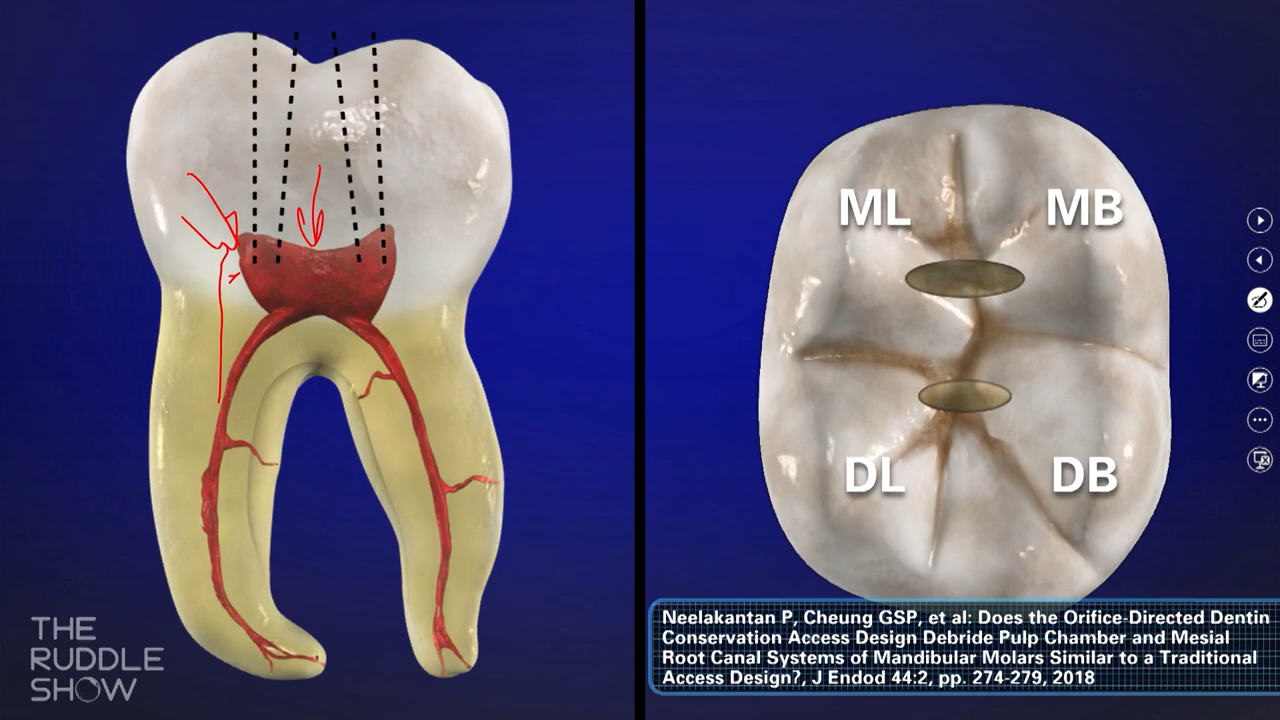 THE
RUDDLE
SHOW
ML MB
DL DB
Neelakantan P, Cheung GSP, et al: Does the Orifice-Directed Dentin
Conservation Access Design Debride Pulp Chamber and Mesial
Root Canal Systems of Mandibular Molars Similar to a Traditional
Access Design?, J Endod 44:2, pp. 274-279, 2018